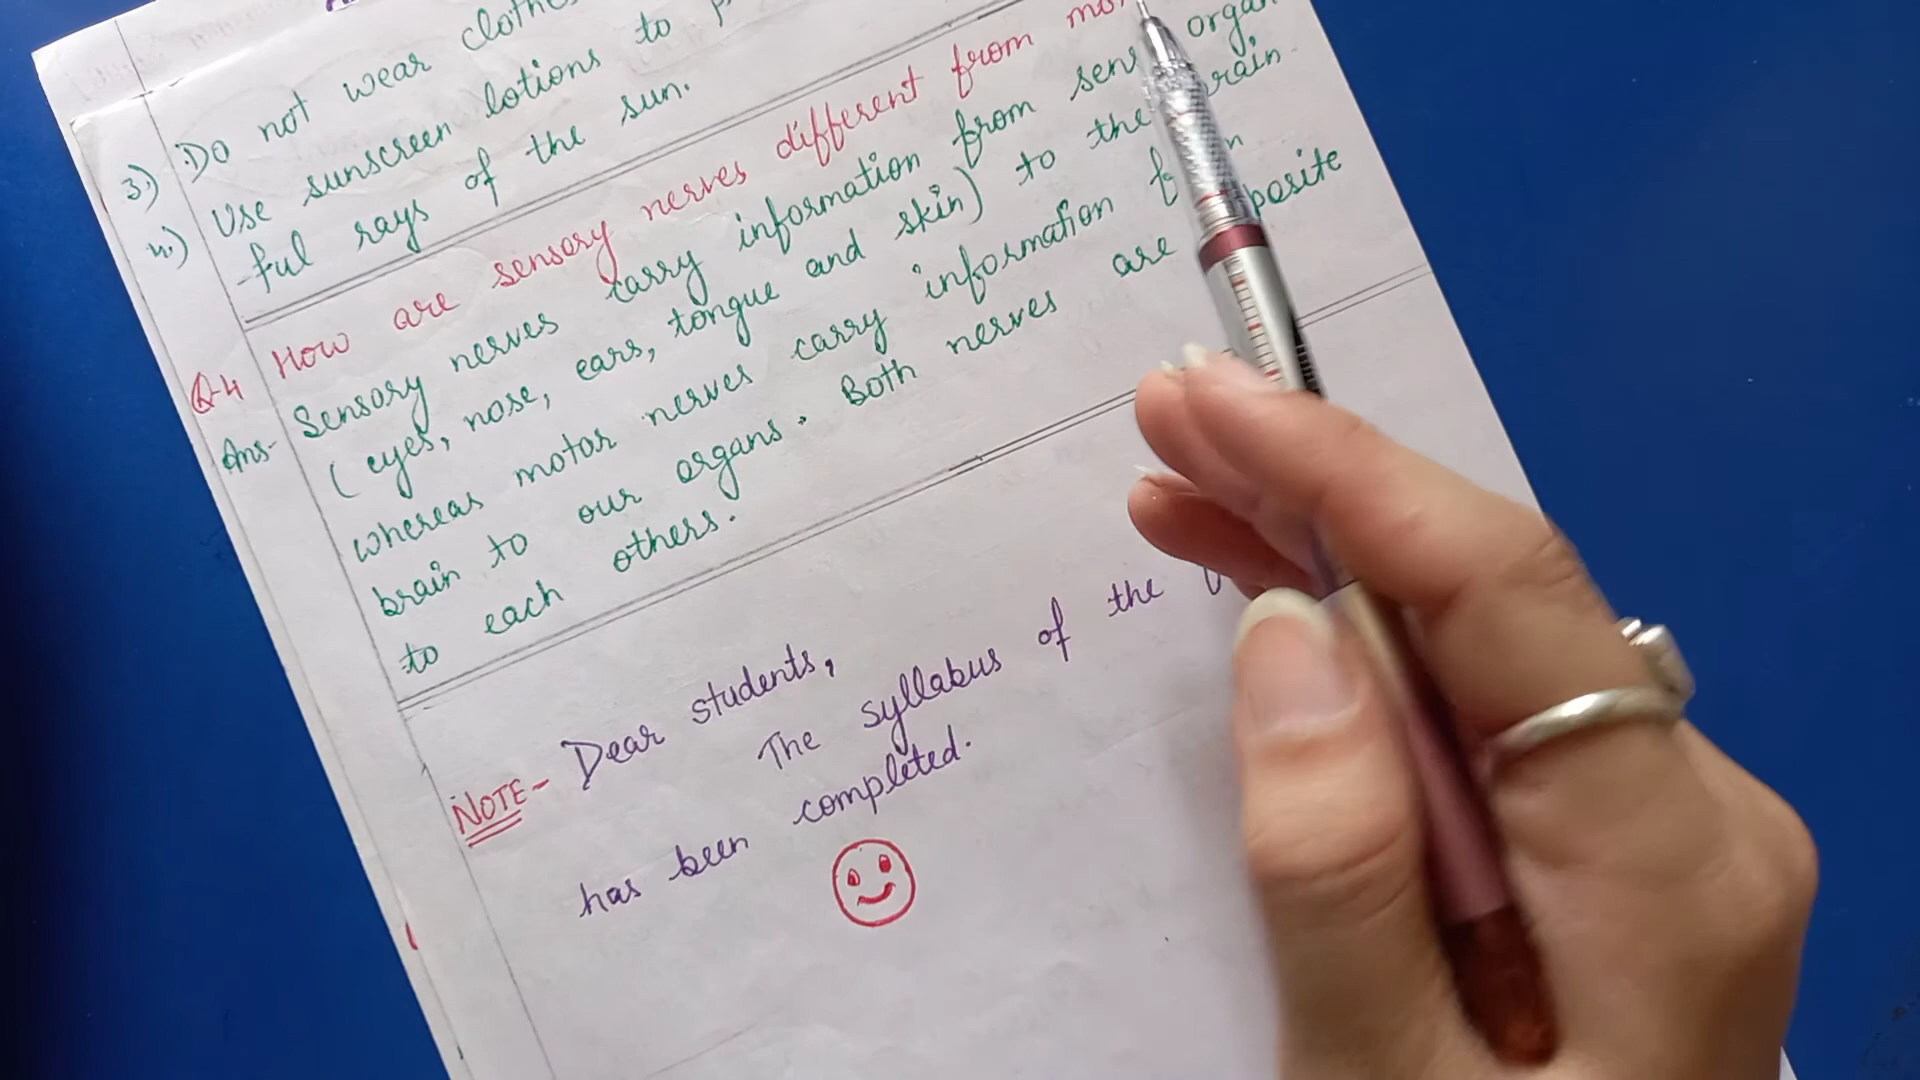 3.) Do not wear clothes
4.) Use sunscreen lotions to
-ful rays of the sun.
Q-4 How are sensory nerves different from
Ans- Sensory nerves carry information from organ
(eyes, nose, ears, tongue and skin) to the
whereas motor nerves carry information
brain to our organs. Both nerves are
to each others.
NOTE- Dear students,
The syllabus of the
has been completed.